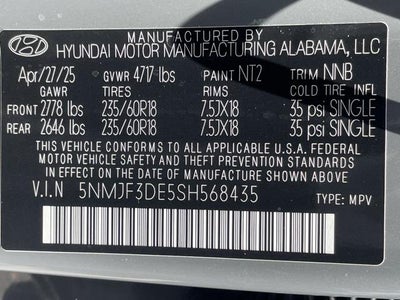 MFD BY
HYUNDAI MOTOR MANUFACTURING ALABAMA, LLC
Apr/27/25 GVWR 4717 lbs PAINT NT2 TRIM NNB
GAWR TIRES RIMS COLD TIRE INFL
FRONT 2778 lbs 235/60R18 7.5JX18 35 psi SINGLE
REAR 2646 lbs 235/60R18 7.5JX18 35 psi SINGLE
THIS VEHICLE CONFORMS TO ALL APPLICABLE U.S.A. FEDERAL
MOTOR VEHICLE SAFETY, BUMPER, AND THEFT PREVENTION STANDARDS
IN EFFECT ON THE DATE OF MANUFACTURE SHOWN ABOVE.
V.I.N 5NMJF3DE5SH568435 TYPE: MPV